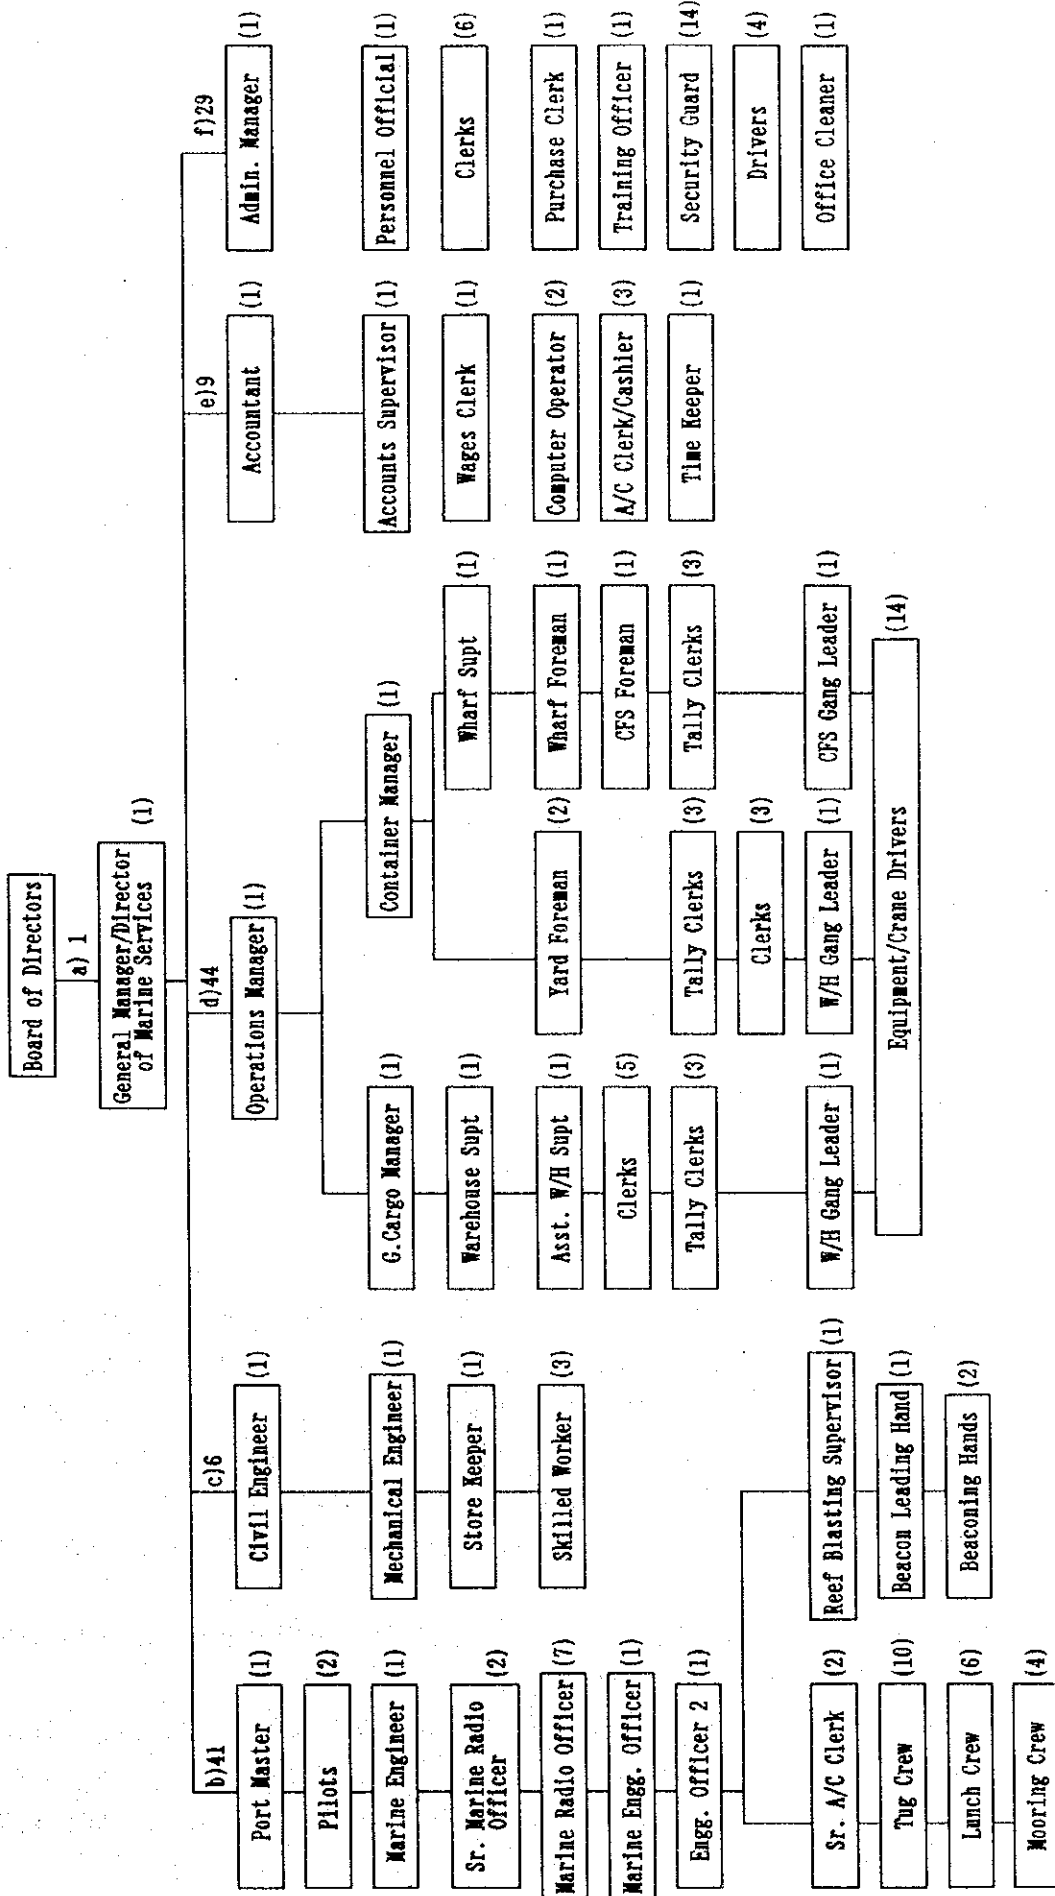 Board of Directors
a) 1
General Manager/Director
of Marine Services
(1)
b)41
Port Master
(1)
Pilots
(2)
Marine Engineer
(1)
Sr. Marine Radio
Officer
(2)
Marine Radio Officer
(7)
Marine Engg. Officer
(1)
Engg. Officer 2
(1)
Sr. A/C Clerk
(2)
Tug Crew
(10)
Lunch Crew
(6)
Mooring Crew
(4)
Reef Blasting Supervisor
(1)
Beacon Leading Hand
(1)
Beaconing Hands
(2)
c)6
Civil Engineer
(1)
Mechanical Engineer
(1)
Store Keeper
(1)
Skilled Worker
(3)
d)44
Operations Manager
(1)
G.Cargo Manager
(1)
Warehouse Supt
(1)
Asst. W/H Supt
(1)
Clerks
(5)
Tally Clerks
(3)
W/H Gang Leader
(1)
Container Manager
(1)
Yard Foreman
(2)
Tally Clerks
(3)
Clerks
(3)
W/H Gang Leader
(1)
Wharf Supt
(1)
Wharf Foreman
(1)
CFS Foreman
(1)
Tally Clerks
(3)
CFS Gang Leader
(1)
Equipment/Crane Drivers
(14)
e)9
Accountant
(1)
Accounts Supervisor
(1)
Wages Clerk
(1)
Computer Operator
(2)
A/C Clerk/Cashier
(3)
Time Keeper
(1)
f)29
Admin. Manager
(1)
Personnel Official
(1)
Clerks
(6)
Purchase Clerk
(1)
Training Officer
(1)
Security Guard
(14)
Drivers
(4)
Office Cleaner
(1)